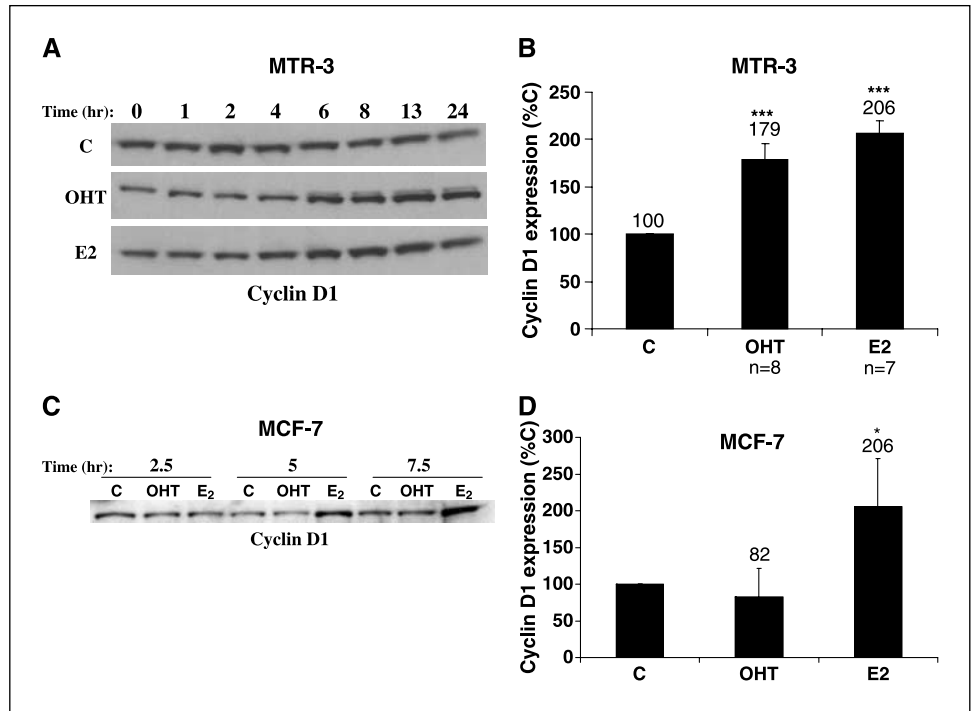 A
MTR-3
Time (hr): 0 1 2 4 6 8 13 24
C
OHT
E2
Cyclin D1
B
MTR-3
Cyclin D1 expression (%C)
250
200
150
100
50
0
100
***
179
***
206
C OHT E2
n=8 n=7
C
MCF-7
Time (hr): 2.5 5 7.5
C OHT E₂ C OHT E₂ C OHT E₂
Cyclin D1
D
MCF-7
Cyclin D1 expression (%C)
300
250
200
150
100
50
0
82
*
206
C OHT E2